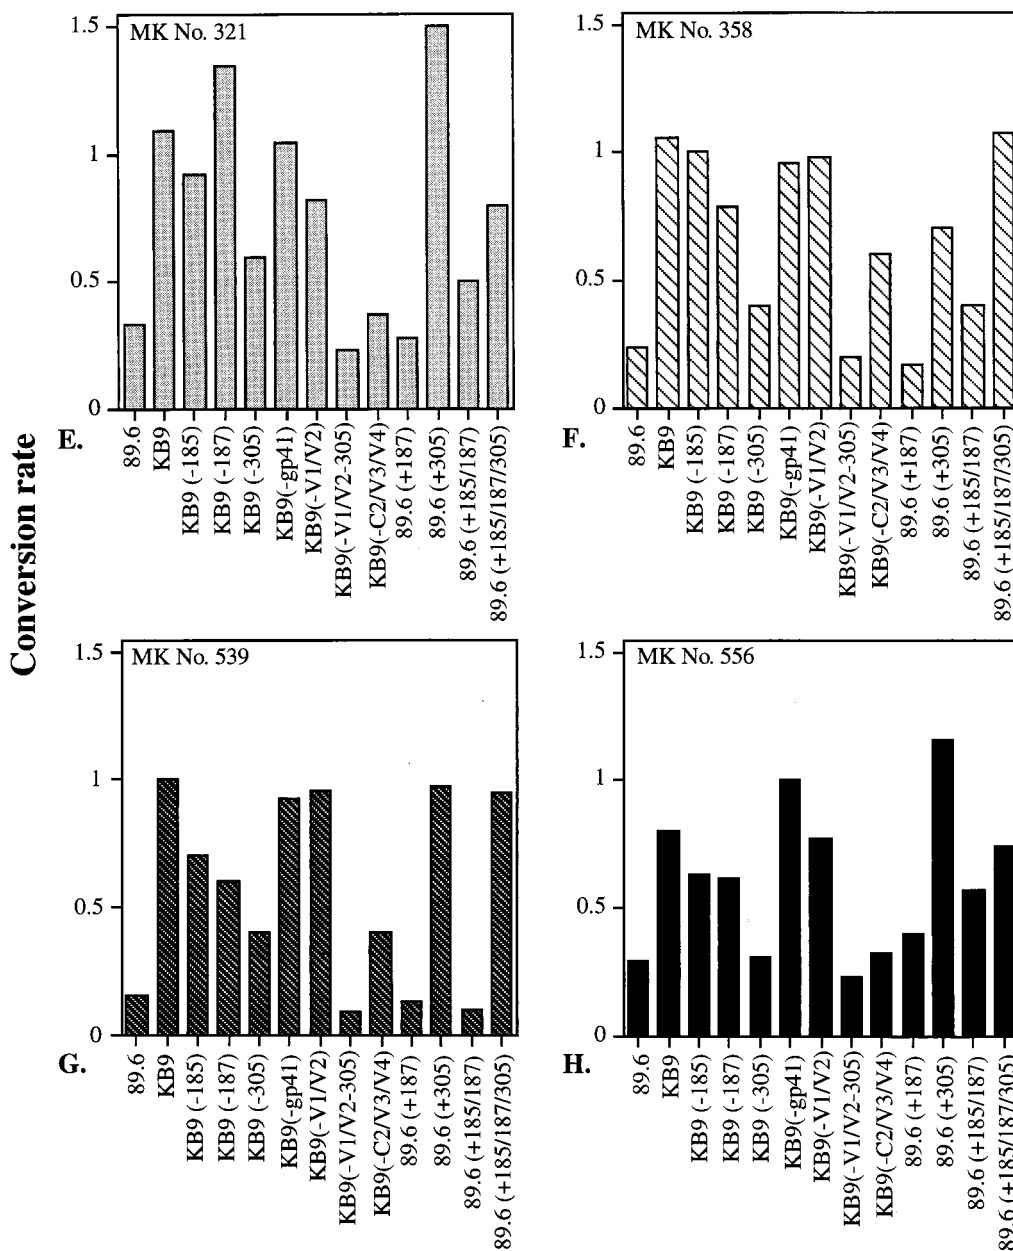 Conversion rate
1.5
1
0.5
0
MK No. 321
E.
89.6
KB9
KB9 (-185)
KB9 (-187)
KB9 (-305)
KB9(-gp41)
KB9(-V1/V2)
KB9(-V1/V2-305)
KB9(-C2/V3/V4)
89.6 (+187)
89.6 (+305)
89.6 (+185/187)
89.6 (+185/187/305)
1.5
1
0.5
0
MK No. 358
F.
89.6
KB9
KB9 (-185)
KB9 (-187)
KB9 (-305)
KB9(-gp41)
KB9(-V1/V2)
KB9(-V1/V2-305)
KB9(-C2/V3/V4)
89.6 (+187)
89.6 (+305)
89.6 (+185/187)
89.6 (+185/187/305)
1.5
1
0.5
0
MK No. 539
G.
89.6
KB9
KB9 (-185)
KB9 (-187)
KB9 (-305)
KB9(-gp41)
KB9(-V1/V2)
KB9(-V1/V2-305)
KB9(-C2/V3/V4)
89.6 (+187)
89.6 (+305)
89.6 (+185/187)
89.6 (+185/187/305)
1.5
1
0.5
0
MK No. 556
H.
89.6
KB9
KB9 (-185)
KB9 (-187)
KB9 (-305)
KB9(-gp41)
KB9(-V1/V2)
KB9(-V1/V2-305)
KB9(-C2/V3/V4)
89.6 (+187)
89.6 (+305)
89.6 (+185/187)
89.6 (+185/187/305)